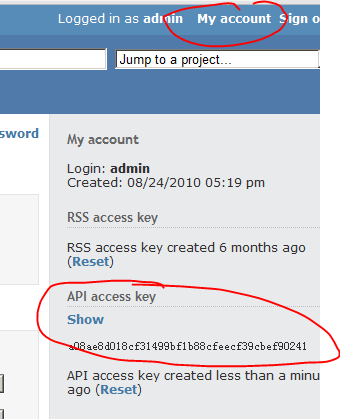 Logged in as admin My account Sign o
Jump to a project...
ssword
My account
Login: admin
Created: 08/24/2010 05:19 pm
RSS access key
RSS access key created 6 months ago
(Reset)
API access key
Show
a08ae8d018cf31499bf1b88cfeecf39cbef90241
API access key created less than a minu
ago (Reset)